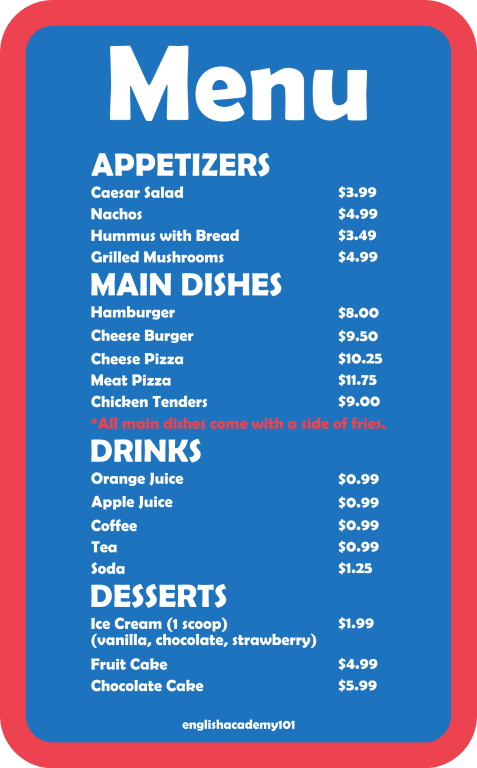 Menu
APPETIZERS
Caesar Salad $3.99
Nachos $4.99
Hummus with Bread $3.49
Grilled Mushrooms $4.99
MAIN DISHES
Hamburger $8.00
Cheese Burger $9.50
Cheese Pizza $10.25
Meat Pizza $11.75
Chicken Tenders $9.00
*All main dishes come with a side of fries.
DRINKS
Orange Juice $0.99
Apple Juice $0.99
Coffee $0.99
Tea $0.99
Soda $1.25
DESSERTS
Ice Cream (1 scoop) $1.99
(vanilla, chocolate, strawberry)
Fruit Cake $4.99
Chocolate Cake $5.99
englishacademy101